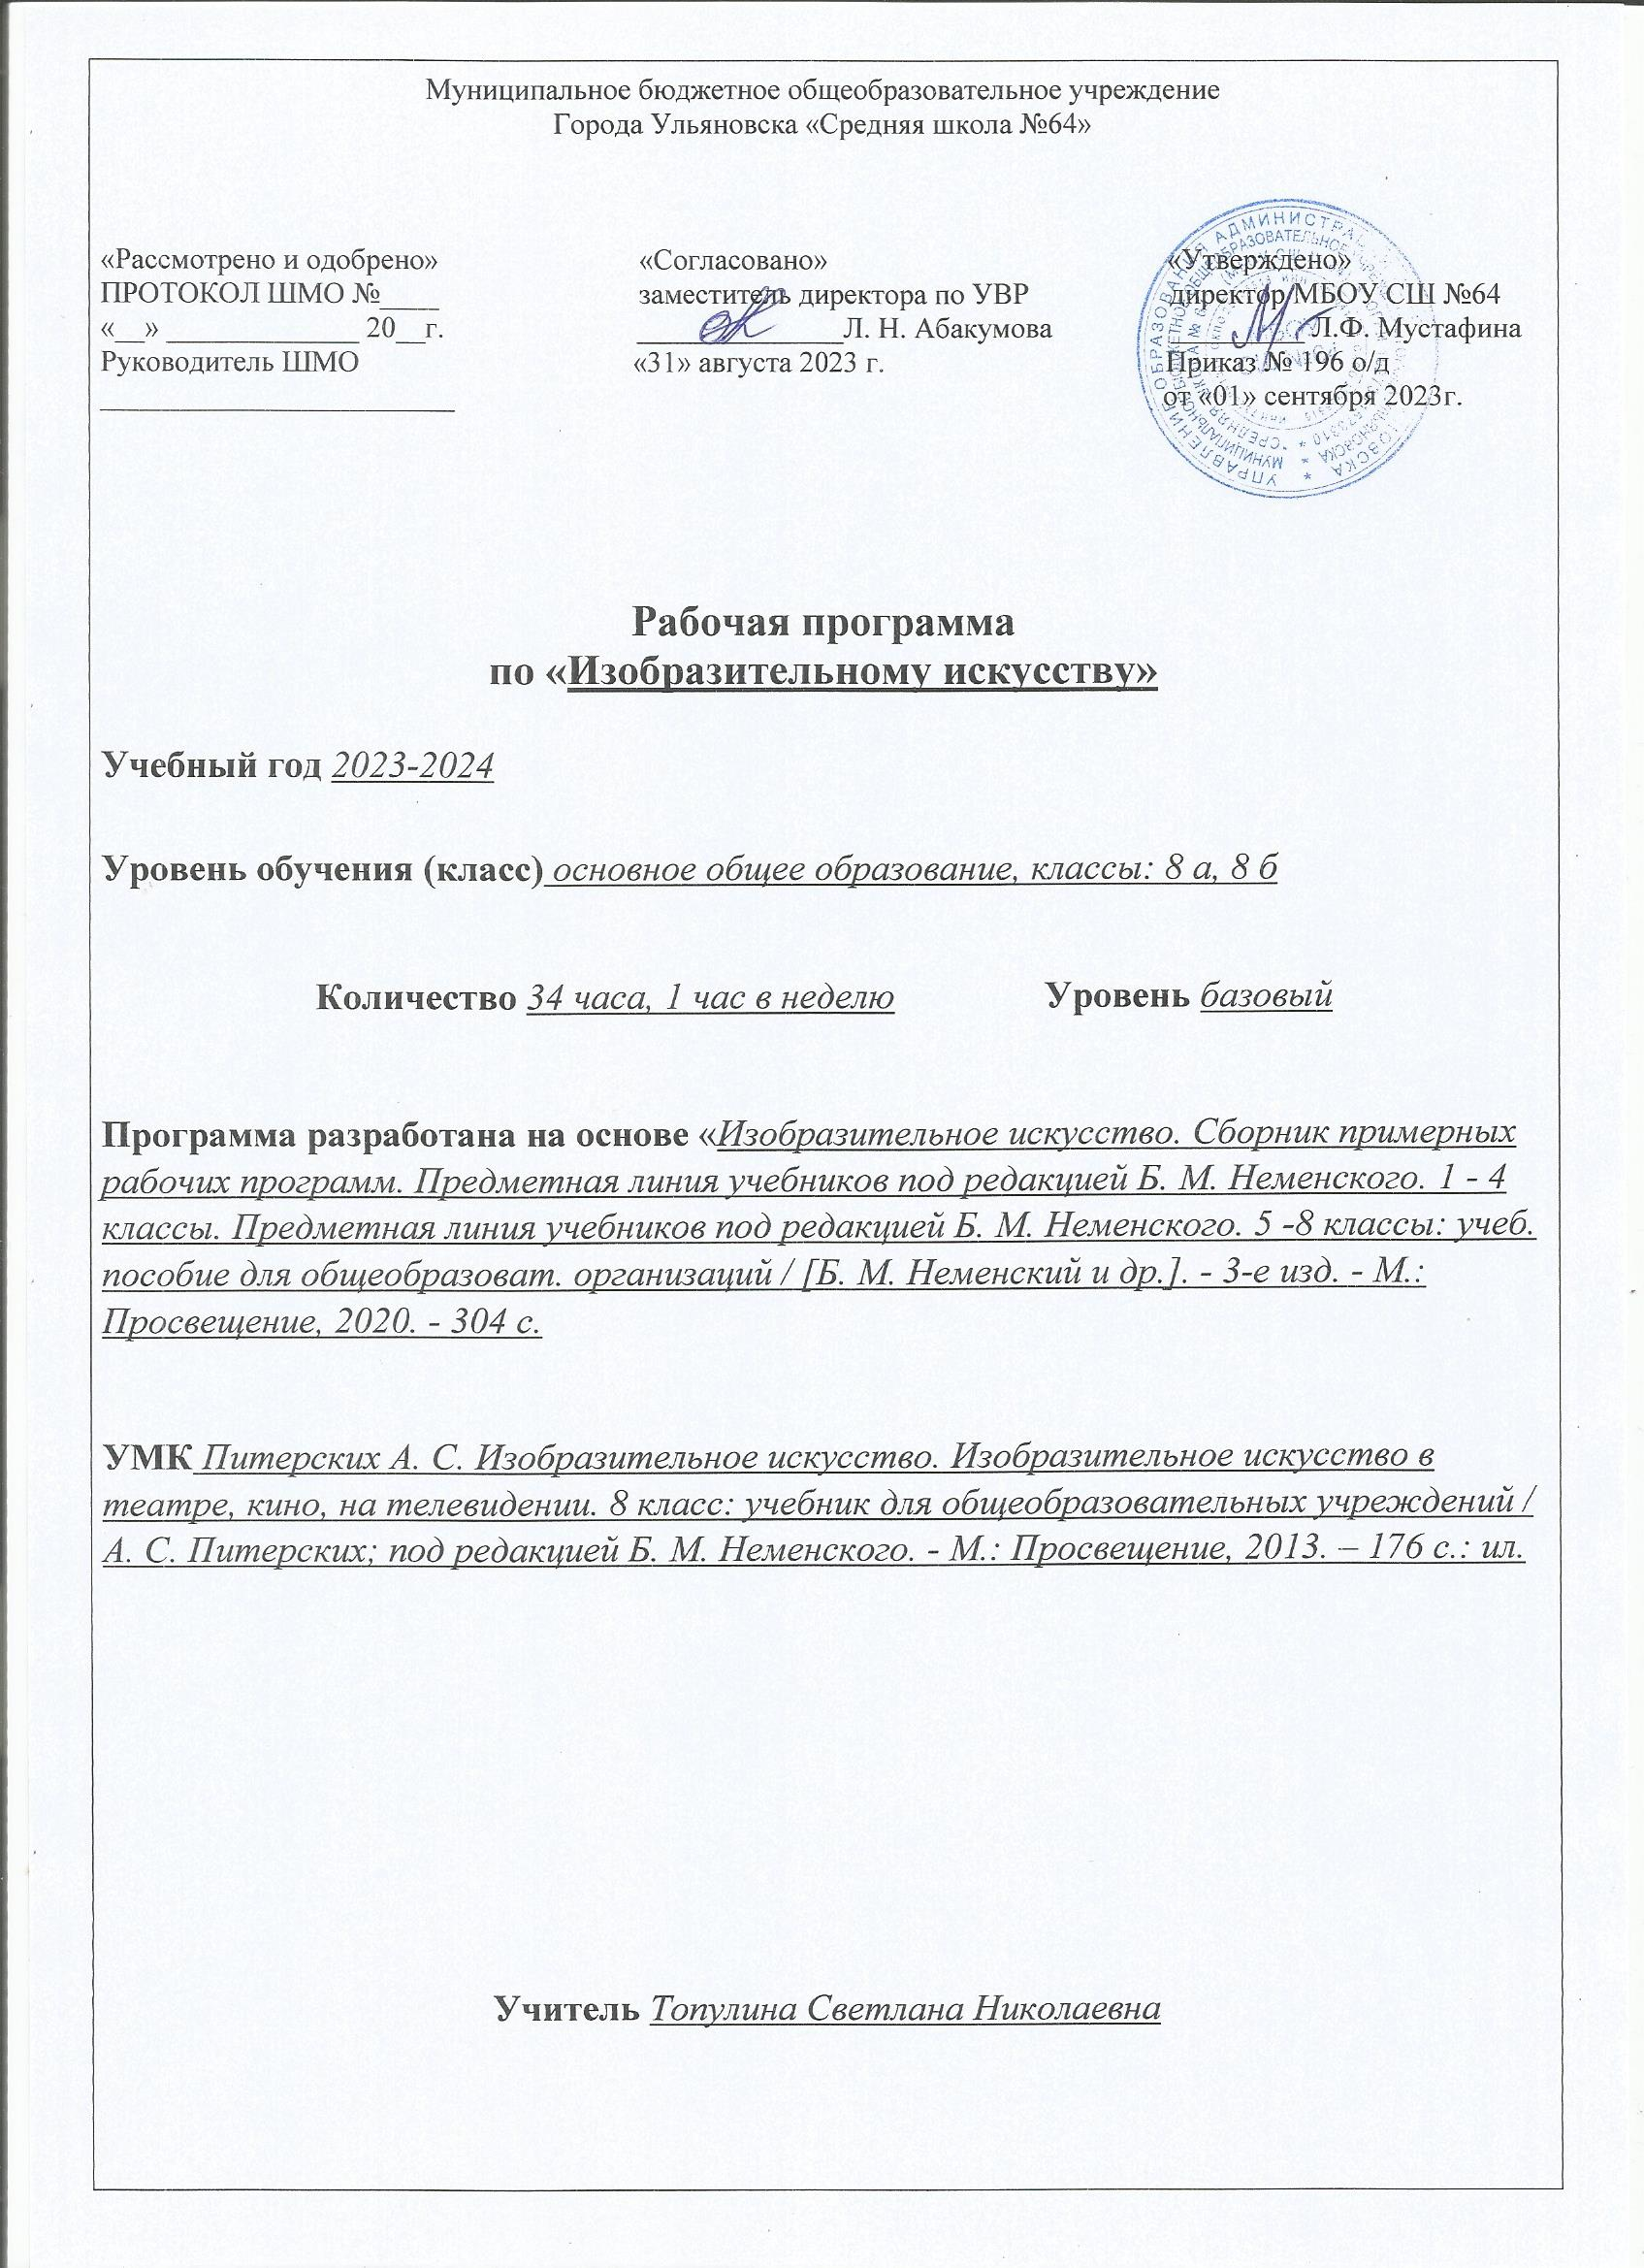 Муниципальное бюджетное общеобразовательное учреждение
Города Ульяновска «Средняя школа №64»
«Рассмотрено и одобрено»
ПРОТОКОЛ ШМО №____
«__» _____________ 20__г.
Руководитель ШМО
________________________
«Согласовано»
заместитель директора по УВР
______________Л. Н. Абакумова
«31» августа 2023 г.
«Утверждено»
директор МБОУ СШ №64
_________ Л.Ф. Мустафина
Приказ № 196 о/д
от «01» сентября 2023г.
Рабочая программа
по «Изобразительному искусству»
Учебный год 2023-2024
Уровень обучения (класс) основное общее образование, классы: 8 а, 8 б
Количество 34 часа, 1 час в неделю Уровень базовый
Программа разработана на основе «Изобразительное искусство. Сборник примерных
рабочих программ. Предметная линия учебников под редакцией Б. М. Неменского. 1 - 4
классы. Предметная линия учебников под редакцией Б. М. Неменского. 5 -8 классы: учеб.
пособие для общеобразоват. организаций / [Б. М. Неменский и др.]. - 3-е изд. - М.:
Просвещение, 2020. - 304 с.
УМК Питерских А. С. Изобразительное искусство. Изобразительное искусство в
театре, кино, на телевидении. 8 класс: учебник для общеобразовательных учреждений /
А. С. Питерских; под редакцией Б. М. Неменского. - М.: Просвещение, 2013. – 176 с.: ил.
Учитель Топулина Светлана Николаевна